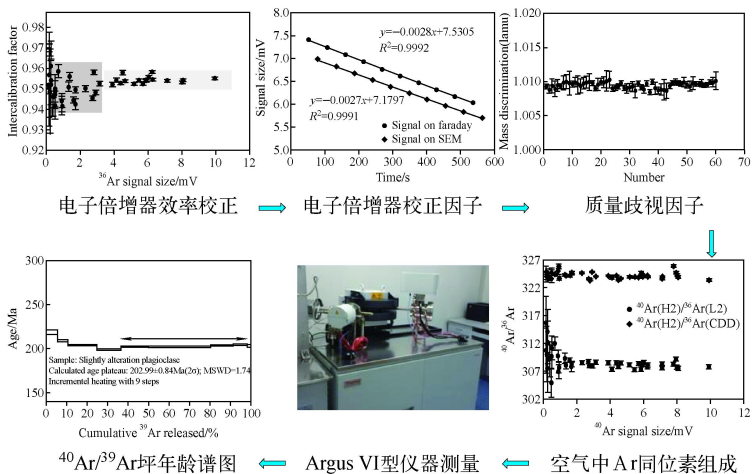 0.98
0.97
0.96
0.95
0.94
0.93
0.92
Intercalibration factor
0 2 4 6 8 10 12
³⁶Ar signal size/mV
电子倍增器效率校正
8.0
7.5
7.0
6.5
6.0
5.5
5.0
Signal size/mV
y=−0.0028x+7.5305
R²=0.9992
y=−0.0027x+7.1797
R²=0.9991
Signal on faraday
Signal on SEM
0 100 200 300 400 500 600
Time/s
电子倍增器校正因子
1.025
1.020
1.015
1.010
1.005
1.000
Mass discrimination(lamu)
0 10 20 30 40 50 60 70
Number
质量歧视因子
300
250
200
150
Age/Ma
Sample: Slightly alteration plagioclase
Calculated age plateau: 202.99±0.84Ma(2σ); MSWD=1.74
Incremental heating with 9 steps
0 10 20 30 40 50 60 70 80 90 100
Cumulative ³⁹Ar released/%
⁴⁰Ar/³⁹Ar坪年龄谱图
Argus VI型仪器测量
327
322
317
312
307
302
⁴⁰Ar/³⁶Ar
⁴⁰Ar(H2)/³⁶Ar(L2)
⁴⁰Ar(H2)/³⁶Ar(CDD)
0 2 4 6 8 10 12
⁴⁰Ar signal size/mV
空气中Ar同位素组成